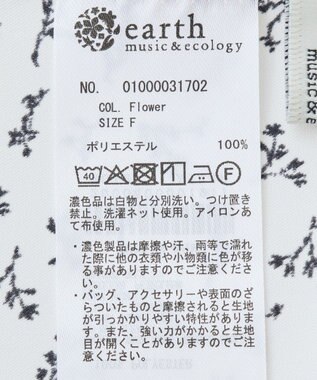 earth
music&ecology
NO. 01000031702
COL. Flower
SIZE F
ポリエステル 100%
40 F
濃色品は白物と分別洗い。つけ置き
禁止。洗濯ネット使用。アイロンあ
て布使用。
・濃色製品は摩擦や汗、雨等で濡れ
た際に他の衣類や小物類に色が移
る事がありますのでご注意くださ
い。
・バッグ、アクセサリーや表面のざ
らついたものと摩擦されると生地
が引っかかりやすい特性がありま
す。また、強い力がかかると生地
目が開くことがありますのでご注
意ください。
music